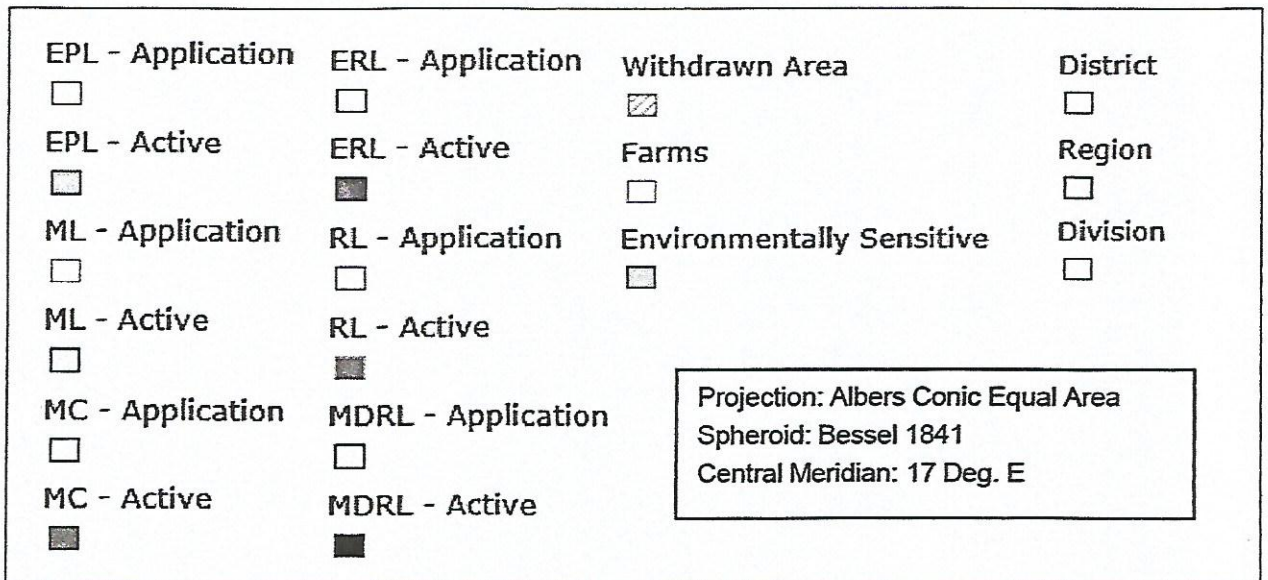 EPL - Application
EPL - Active
ML - Application
ML - Active
MC - Application
MC - Active
ERL - Application
ERL - Active
RL - Application
RL - Active
MDRL - Application
MDRL - Active
Withdrawn Area
Farms
Environmentally Sensitive
District
Region
Division
Projection: Albers Conic Equal Area
Spheroid: Bessel 1841
Central Meridian: 17 Deg. E